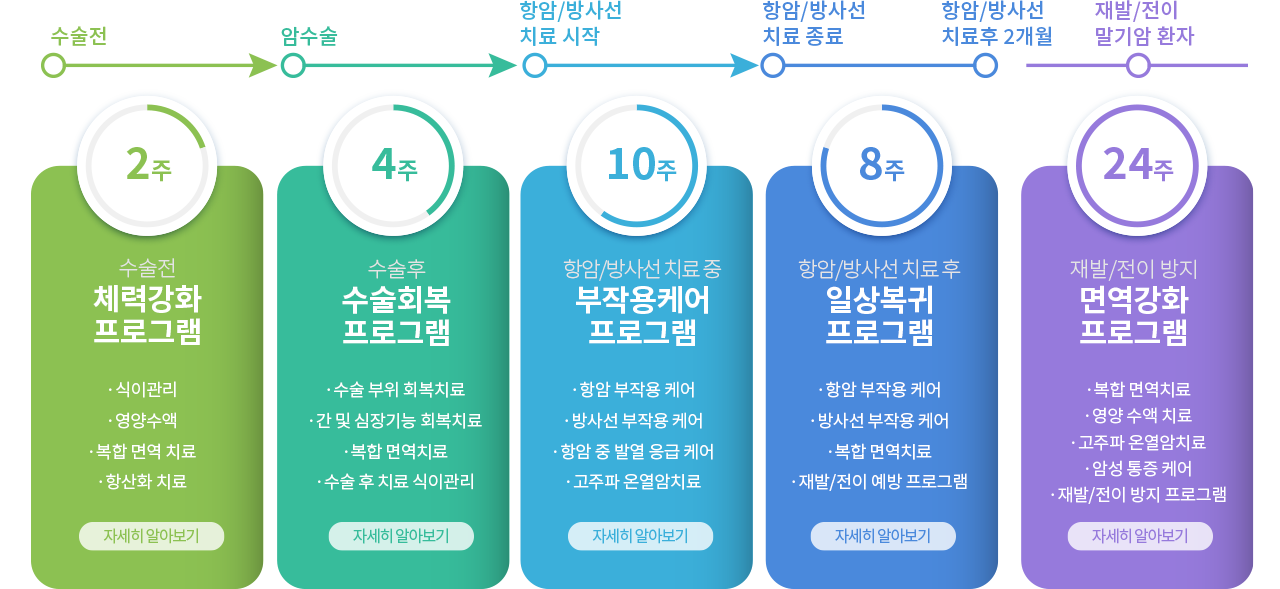 수술전
암수술
항암/방사선
치료 시작
항암/방사선
치료 종료
항암/방사선
치료후 2개월
재발/전이
말기암 환자
2주
수술전
체력강화
프로그램
· 식이관리
· 영양수액
· 복합 면역 치료
· 항산화 치료
자세히 알아보기
4주
수술후
수술회복
프로그램
· 수술 부위 회복치료
· 간 및 심장기능 회복치료
· 복합 면역치료
· 수술 후 치료 식이관리
자세히 알아보기
10주
항암/방사선 치료 중
부작용케어
프로그램
· 항암 부작용 케어
· 방사선 부작용 케어
· 항암 중 발열 응급 케어
· 고주파 온열암치료
자세히 알아보기
8주
항암/방사선 치료 후
일상복귀
프로그램
· 항암 부작용 케어
· 방사선 부작용 케어
· 복합 면역치료
· 재발/전이 예방 프로그램
자세히 알아보기
24주
재발/전이 방지
면역강화
프로그램
· 복합 면역치료
· 영양 수액 치료
· 고주파 온열암치료
· 암성 통증 케어
· 재발/전이 방지 프로그램
자세히 알아보기